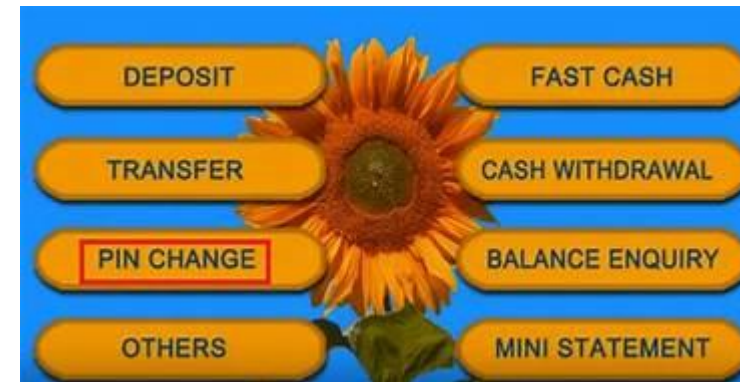 DEPOSIT
FAST CASH
TRANSFER
CASH WITHDRAWAL
PIN CHANGE
BALANCE ENQUIRY
OTHERS
MINI STATEMENT